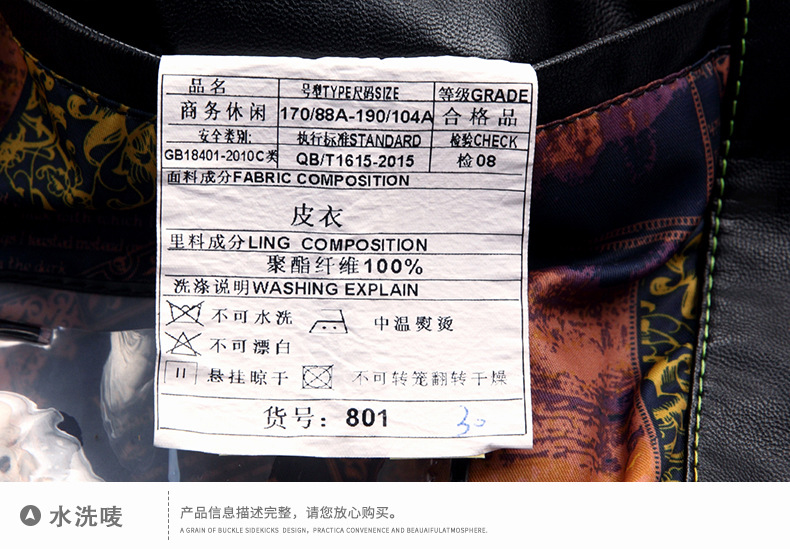 品名 号型TYPE尺码SIZE 等级GRADE
商务休闲 170/88A-190/104A 合格品
安全类别: 执行标准STANDARD 检验CHECK
GB18401-2010C类 QB/T1615-2015 检08
面料成分FABRIC COMPOSITION
皮衣
里料成分LING COMPOSITION
聚酯纤维100%
洗涤说明WASHING EXPLAIN
不可水洗 中温熨烫
不可漂白
悬挂晾干 不可转笼翻转干燥
货号：801 30
水洗唛
产品信息描述完整，请您放心购买。
A GRAIN OF BUCKLE SIDEKICKS DESIGN, PRACTICA CONVENENCE AND BEAUAIFULATMOSPHERE.